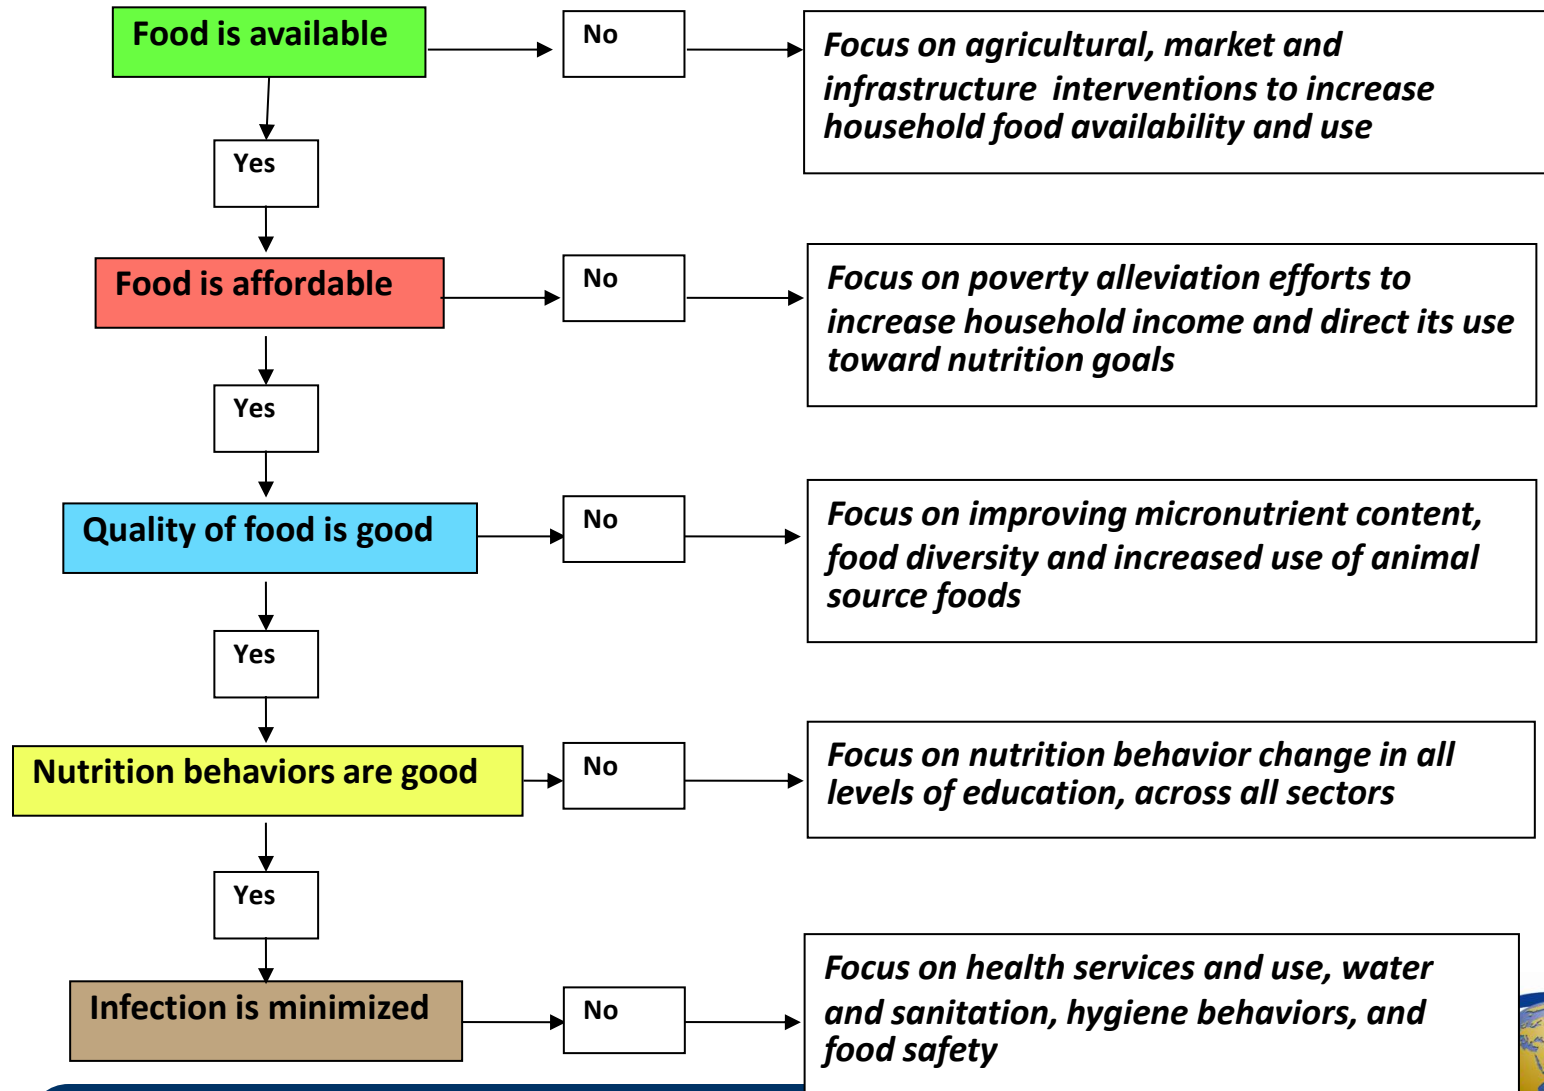 Food is available
No
Focus on agricultural, market and
infrastructure interventions to increase
household food availability and use
Yes
Food is affordable
No
Focus on poverty alleviation efforts to
increase household income and direct its use
toward nutrition goals
Yes
Quality of food is good
No
Focus on improving micronutrient content,
food diversity and increased use of animal
source foods
Yes
Nutrition behaviors are good
No
Focus on nutrition behavior change in all
levels of education, across all sectors
Yes
Infection is minimized
No
Focus on health services and use, water
and sanitation, hygiene behaviors, and
food safety